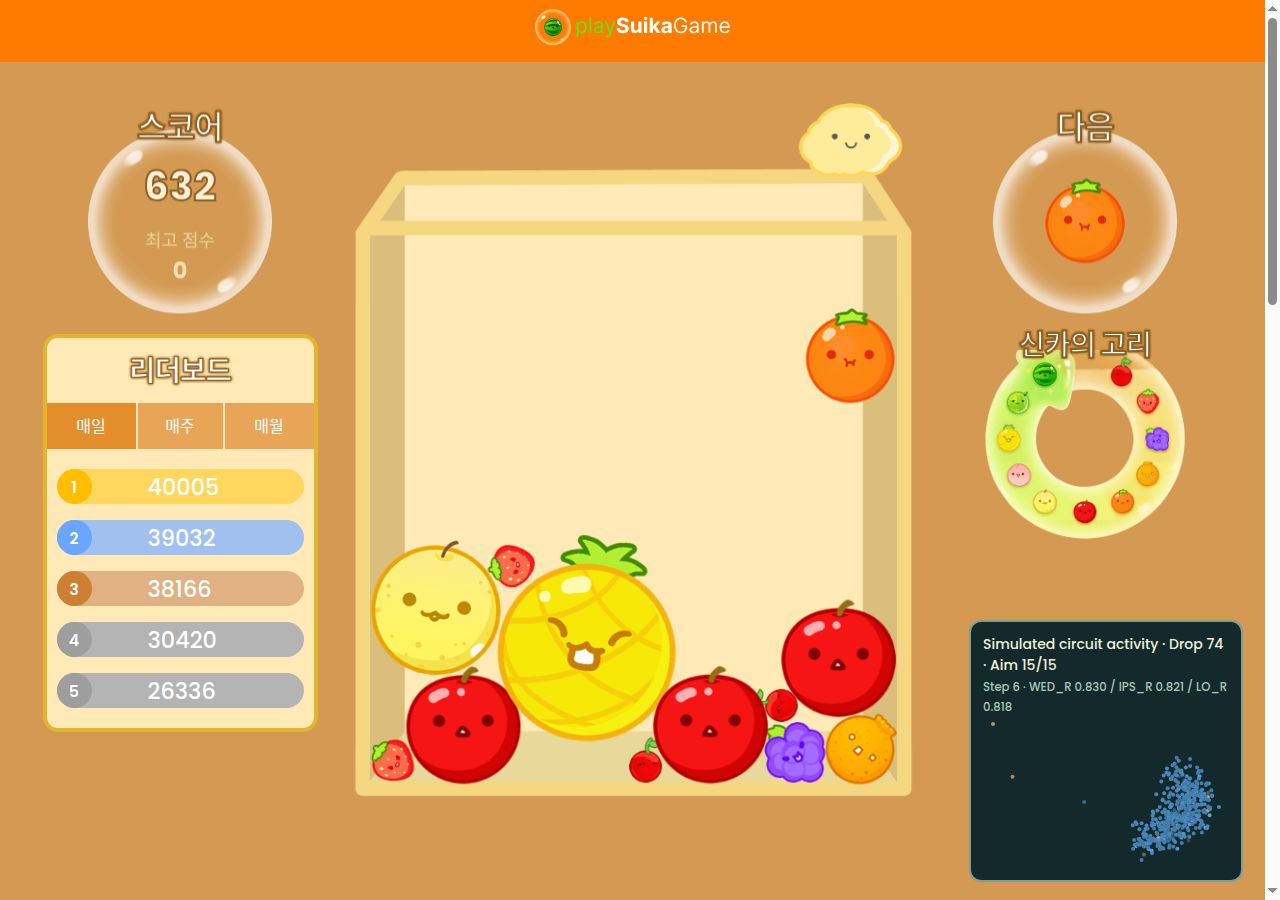 playSuikaGame
스코어
632
최고 점수
0
리더보드
매일 매주 매월
1 40005
2 39032
3 38166
4 30420
5 26336
다음
신카의 고리
Simulated circuit activity · Drop 74
· Aim 15/15
Step 6 · WED_R 0.830 / IPS_R 0.821 / LO_R
0.818